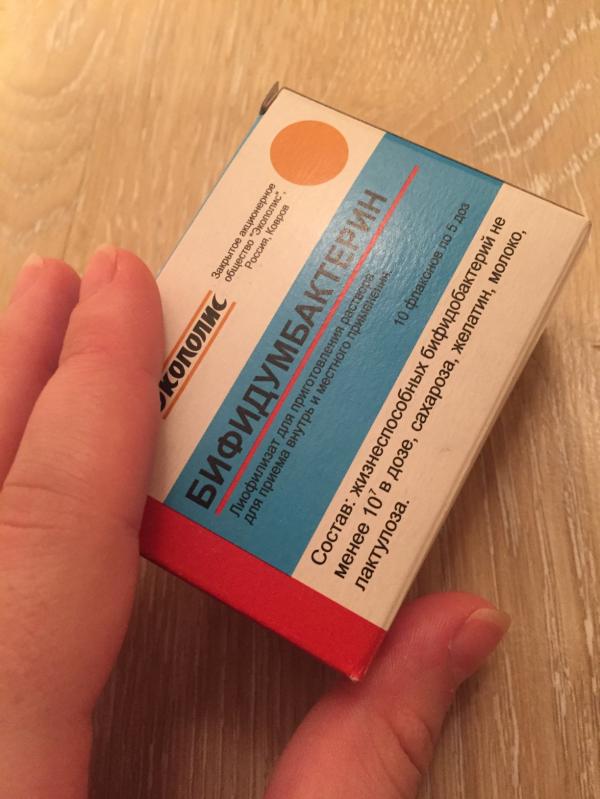 ЭКОПОЛИС
Закрытое акционерное
общество "Экополис",
Россия, Ковров
БИФИДУМБАКТЕРИН
Лиофилизат для приготовления раствора
для приема внутрь и местного применения
10 флаконов по 5 доз
Состав: жизнеспособных бифидобактерий не
менее 10⁷ в дозе, сахароза, желатин, молоко,
лактулоза.